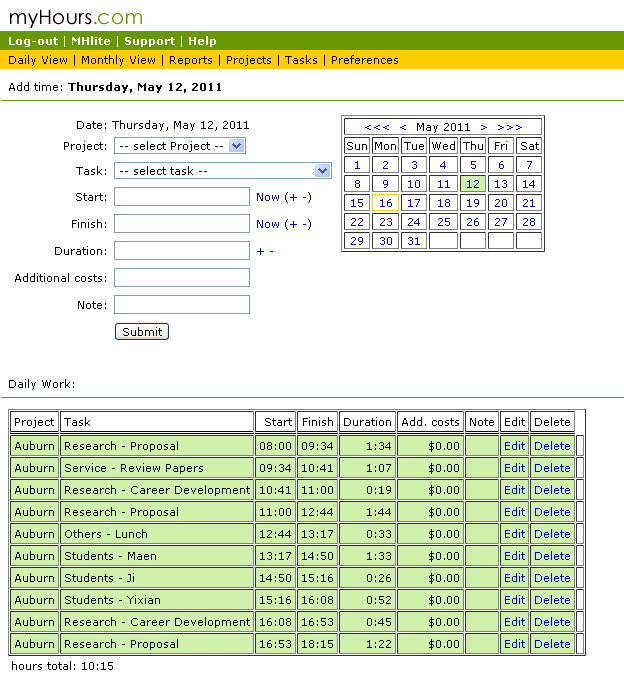 myHours.com
Log-out | MHlite | Support | Help
Daily View | Monthly View | Reports | Projects | Tasks | Preferences
Add time: Thursday, May 12, 2011
Date: Thursday, May 12, 2011
Project: -- select Project --
Task: -- select task --
Start: Now (+ -)
Finish: Now (+ -)
Duration: + -
Additional costs:
Note:
Submit
<<< < May 2011 > >>>
Sun Mon Tue Wed Thu Fri Sat
1 2 3 4 5 6 7
8 9 10 11 12 13 14
15 16 17 18 19 20 21
22 23 24 25 26 27 28
29 30 31
Daily Work:
Project Task Start Finish Duration Add. costs Note Edit Delete
Auburn Research - Proposal 08:00 09:34 1:34 $0.00 Edit Delete
Auburn Service - Review Papers 09:34 10:41 1:07 $0.00 Edit Delete
Auburn Research - Career Development 10:41 11:00 0:19 $0.00 Edit Delete
Auburn Research - Proposal 11:00 12:44 1:44 $0.00 Edit Delete
Auburn Others - Lunch 12:44 13:17 0:33 $0.00 Edit Delete
Auburn Students - Maen 13:17 14:50 1:33 $0.00 Edit Delete
Auburn Students - Ji 14:50 15:16 0:26 $0.00 Edit Delete
Auburn Students - Yixian 15:16 16:08 0:52 $0.00 Edit Delete
Auburn Research - Career Development 16:08 16:53 0:45 $0.00 Edit Delete
Auburn Research - Proposal 16:53 18:15 1:22 $0.00 Edit Delete
hours total: 10:15